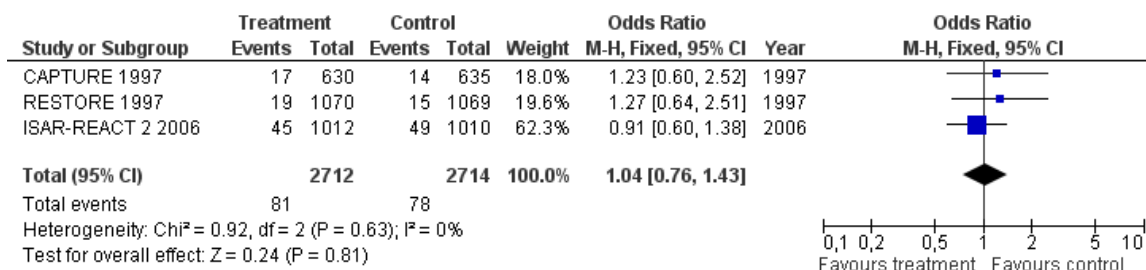 Treatment Control Odds Ratio Odds Ratio
Study or Subgroup Events Total Events Total Weight M-H, Fixed, 95% CI Year M-H, Fixed, 95% CI
CAPTURE 1997 17 630 14 635 18.0% 1.23 [0.60, 2.52] 1997
RESTORE 1997 19 1070 15 1069 19.6% 1.27 [0.64, 2.51] 1997
ISAR-REACT 2 2006 45 1012 49 1010 62.3% 0.91 [0.60, 1.38] 2006
Total (95% CI) 2712 2714 100.0% 1.04 [0.76, 1.43]
Total events 81 78
Heterogeneity: Chi² = 0.92, df = 2 (P = 0.63); I² = 0%
Test for overall effect: Z = 0.24 (P = 0.81)
0,1 0,2 0,5 1 2 5 10
Favours treatment Favours control